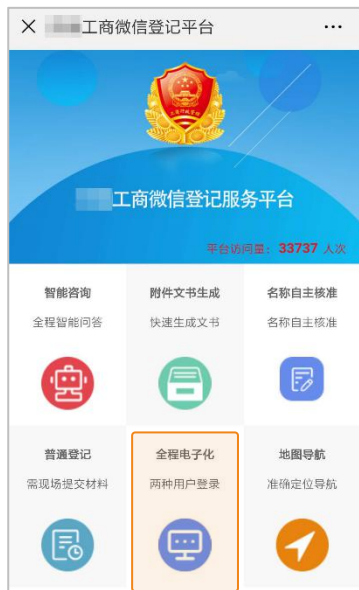 工商微信登记平台
工商微信登记服务平台
平台访问量：33737 人次
智能咨询 附件文书生成 名称自主核准
全程智能问答 快速生成文书 名称自主核准
普通登记 全程电子化 地图导航
需现场提交材料 两种用户登录 准确定位导航